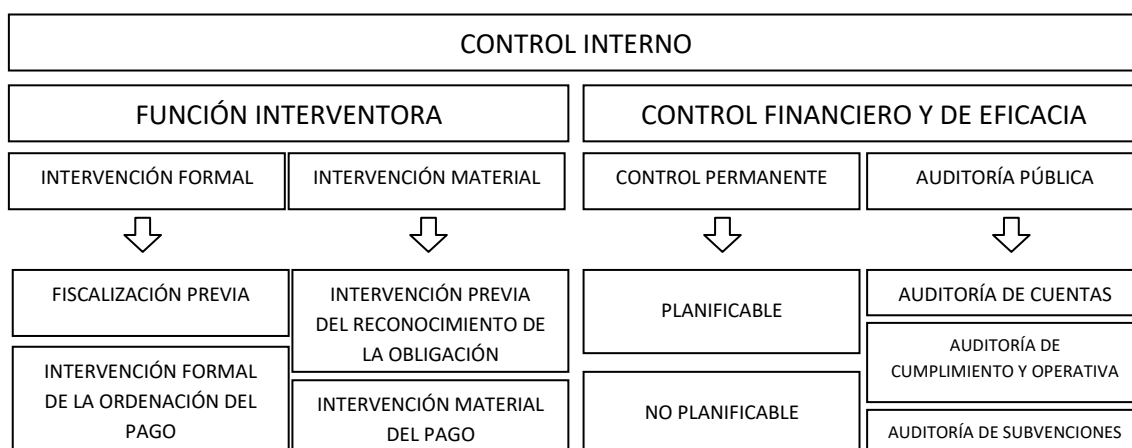 CONTROL INTERNO
FUNCIÓN INTERVENTORA
CONTROL FINANCIERO Y DE EFICACIA
INTERVENCIÓN FORMAL
INTERVENCIÓN MATERIAL
CONTROL PERMANENTE
AUDITORÍA PÚBLICA
FISCALIZACIÓN PREVIA
INTERVENCIÓN FORMAL
DE LA ORDENACIÓN DEL
PAGO
INTERVENCIÓN PREVIA
DEL RECONOCIMIENTO DE
LA OBLIGACIÓN
INTERVENCIÓN MATERIAL
DEL PAGO
PLANIFICABLE
NO PLANIFICABLE
AUDITORÍA DE CUENTAS
AUDITORÍA DE
CUMPLIMIENTO Y OPERATIVA
AUDITORÍA DE SUBVENCIONES